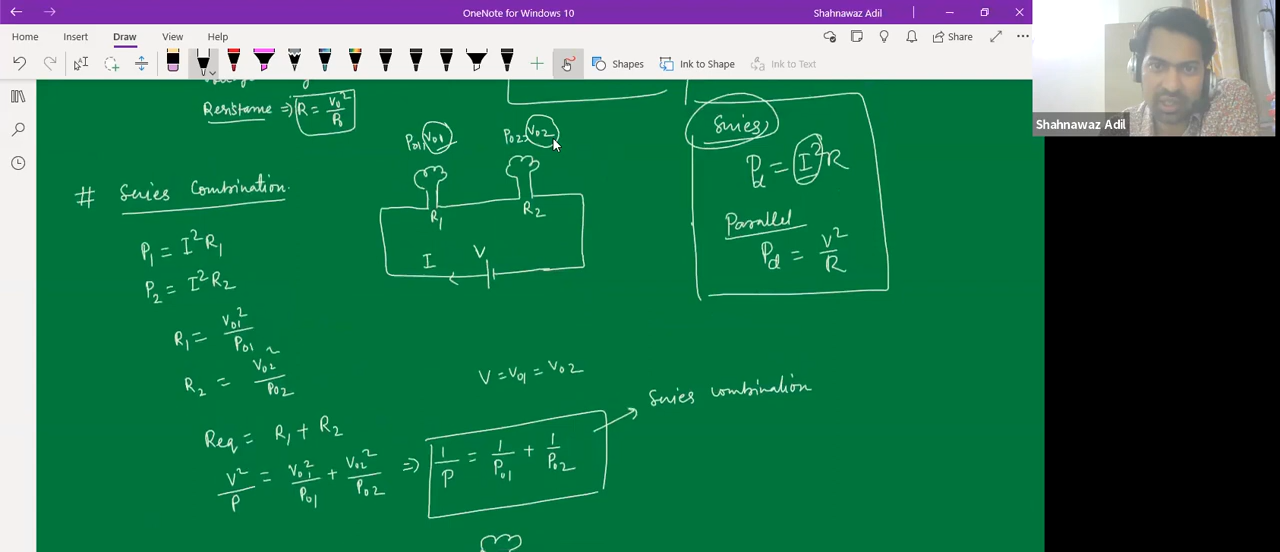 OneNote for Windows 10
Shahnawaz Adil
Home Insert Draw View Help
Share
Shapes
Ink to Shape
Ink to Text
Shahnawaz Adil
Resistance ⇒ R = V₀²/P₀
# Series Combination.
P₁ = I²R₁
P₂ = I²R₂
R₁ = V₀₁²/P₀₁
R₂ = V₀₂²/P₀₂
Req = R₁ + R₂
V²/P = V₀₁²/P₀₁ + V₀₂²/P₀₂ ⇒ 1/P = 1/P₀₁ + 1/P₀₂
P₀₁, V₀₁
P₀₂, V₀₂
R₁
R₂
I
V
V = V₀₁ = V₀₂
Series combination
Series
Pd = I²R
Parallel
Pd = V²/R